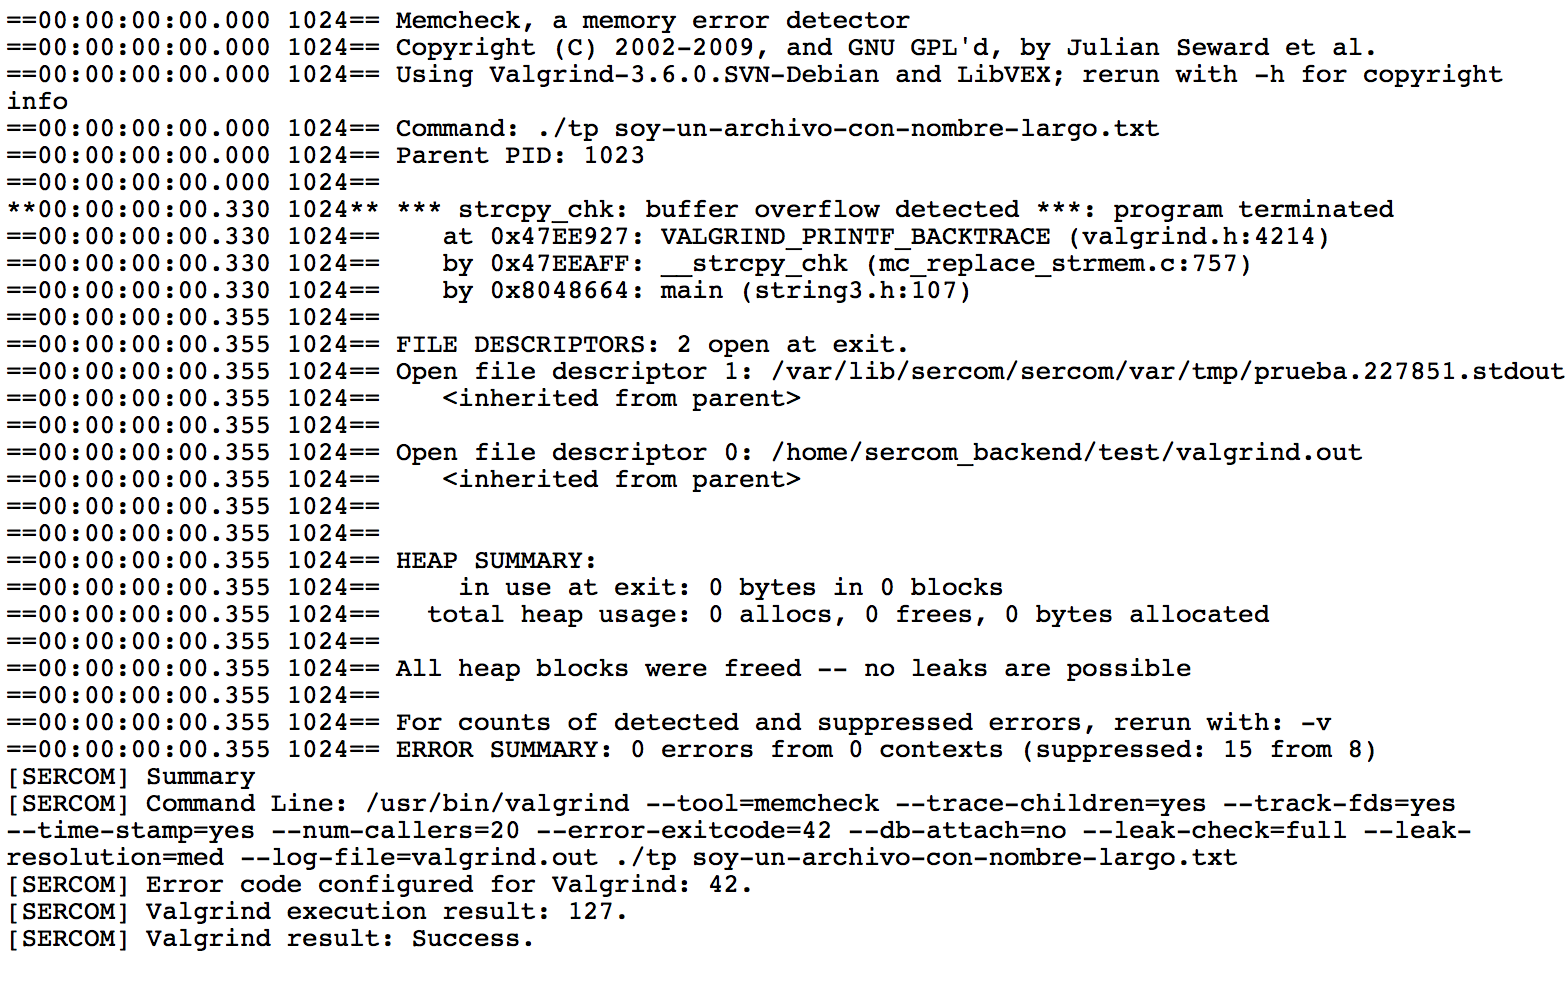 ==00:00:00:00.000 1024== Memcheck, a memory error detector
==00:00:00:00.000 1024== Copyright (C) 2002-2009, and GNU GPL'd, by Julian Seward et al.
==00:00:00:00.000 1024== Using Valgrind-3.6.0.SVN-Debian and LibVEX; rerun with -h for copyright
info
==00:00:00:00.000 1024== Command: ./tp soy-un-archivo-con-nombre-largo.txt
==00:00:00:00.000 1024== Parent PID: 1023
==00:00:00:00.000 1024==
**00:00:00:00.330 1024** *** strcpy_chk: buffer overflow detected ***: program terminated
==00:00:00:00.330 1024==    at 0x47EE927: VALGRIND_PRINTF_BACKTRACE (valgrind.h:4214)
==00:00:00:00.330 1024==    by 0x47EEAFF: __strcpy_chk (mc_replace_strmem.c:757)
==00:00:00:00.330 1024==    by 0x8048664: main (string3.h:107)
==00:00:00:00.355 1024==
==00:00:00:00.355 1024== FILE DESCRIPTORS: 2 open at exit.
==00:00:00:00.355 1024== Open file descriptor 1: /var/lib/sercom/sercom/var/tmp/prueba.227851.stdout
==00:00:00:00.355 1024==    <inherited from parent>
==00:00:00:00.355 1024==
==00:00:00:00.355 1024== Open file descriptor 0: /home/sercom_backend/test/valgrind.out
==00:00:00:00.355 1024==    <inherited from parent>
==00:00:00:00.355 1024==
==00:00:00:00.355 1024==
==00:00:00:00.355 1024== HEAP SUMMARY:
==00:00:00:00.355 1024==     in use at exit: 0 bytes in 0 blocks
==00:00:00:00.355 1024==   total heap usage: 0 allocs, 0 frees, 0 bytes allocated
==00:00:00:00.355 1024==
==00:00:00:00.355 1024== All heap blocks were freed -- no leaks are possible
==00:00:00:00.355 1024==
==00:00:00:00.355 1024== For counts of detected and suppressed errors, rerun with: -v
==00:00:00:00.355 1024== ERROR SUMMARY: 0 errors from 0 contexts (suppressed: 15 from 8)
[SERCOM] Summary
[SERCOM] Command Line: /usr/bin/valgrind --tool=memcheck --trace-children=yes --track-fds=yes
--time-stamp=yes --num-callers=20 --error-exitcode=42 --db-attach=no --leak-check=full --leak-
resolution=med --log-file=valgrind.out ./tp soy-un-archivo-con-nombre-largo.txt
[SERCOM] Error code configured for Valgrind: 42.
[SERCOM] Valgrind execution result: 127.
[SERCOM] Valgrind result: Success.